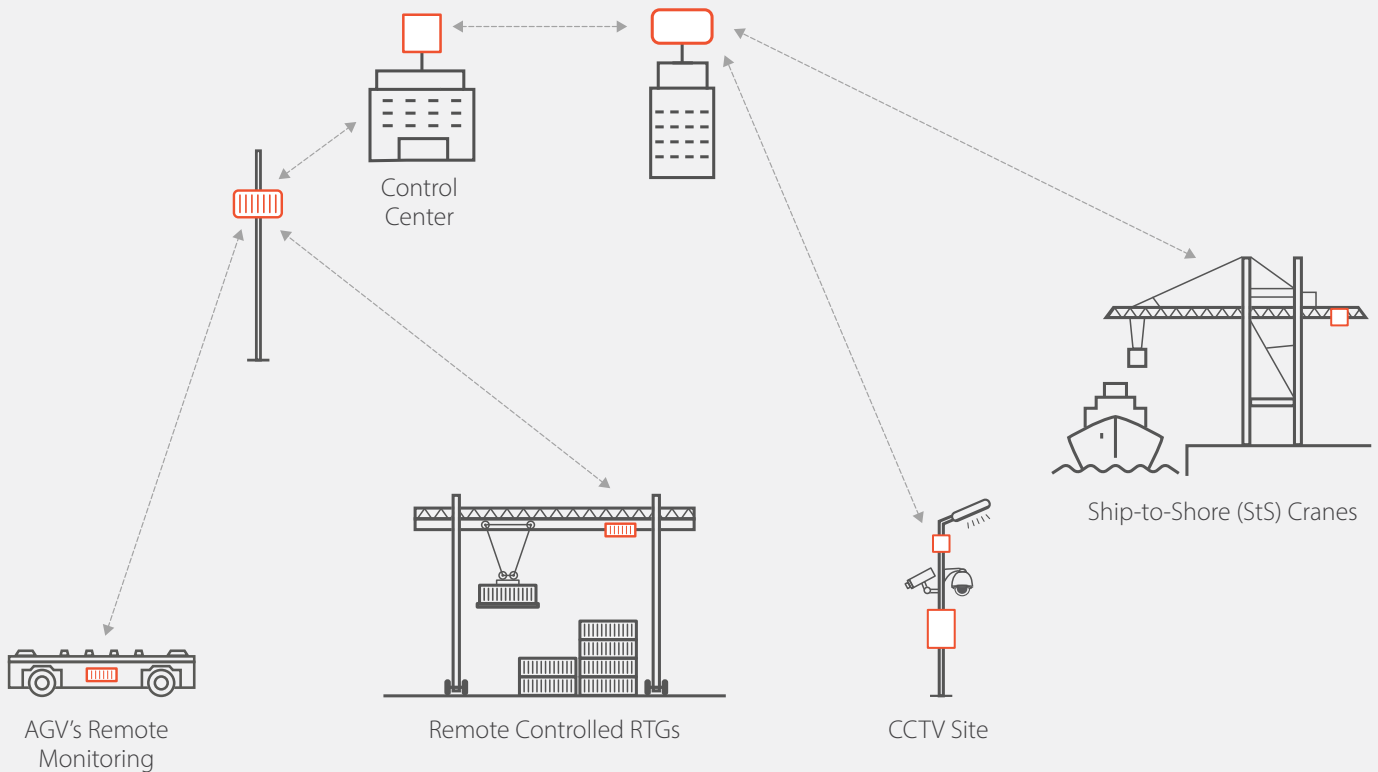 Control
Center
Ship-to-Shore (StS) Cranes
AGV's Remote
Monitoring
Remote Controlled RTGs
CCTV Site